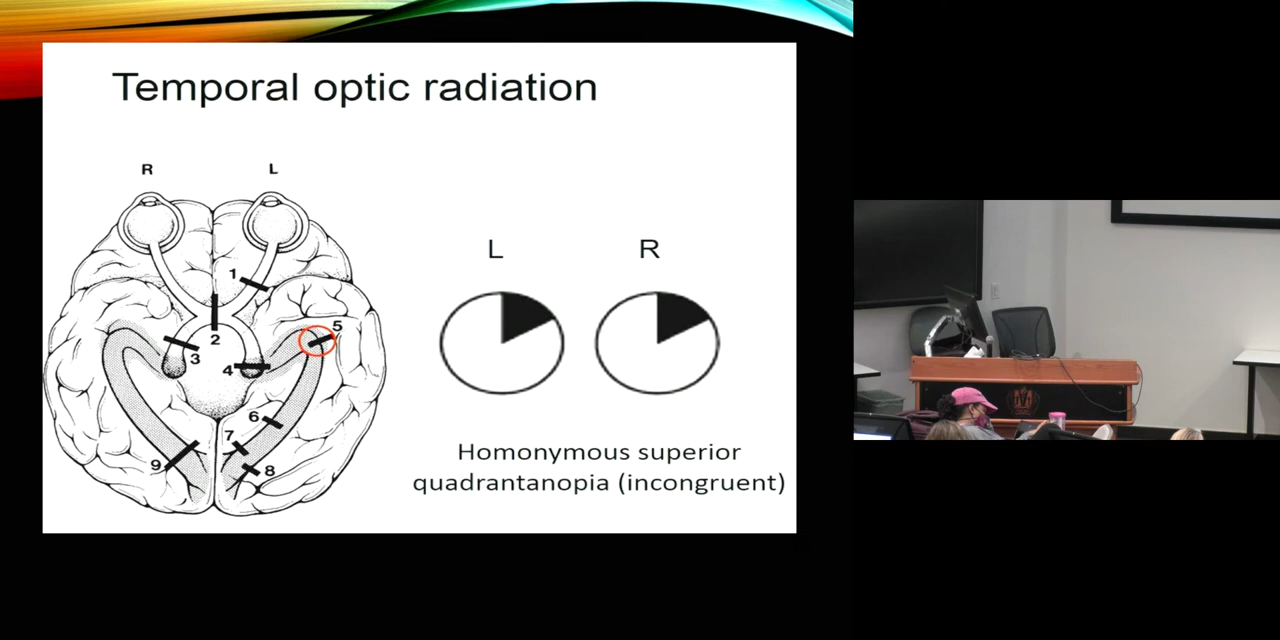 Temporal optic radiation
R L
L R
1
2
3
4
5
6
7
8
9
Homonymous superior
quadrantanopia (incongruent)